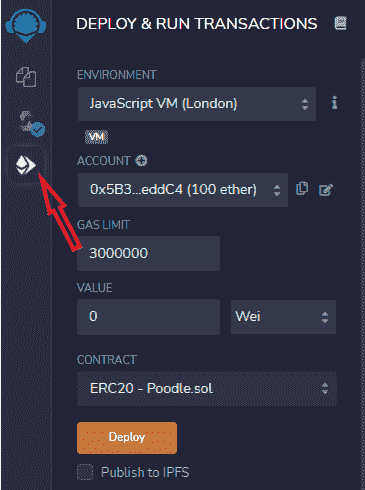 DEPLOY & RUN TRANSACTIONS
ENVIRONMENT
JavaScript VM (London)
VM
ACCOUNT
0x5B3...eddC4 (100 ether)
GAS LIMIT
3000000
VALUE
0 Wei
CONTRACT
ERC20 - Poodle.sol
Deploy
Publish to IPFS